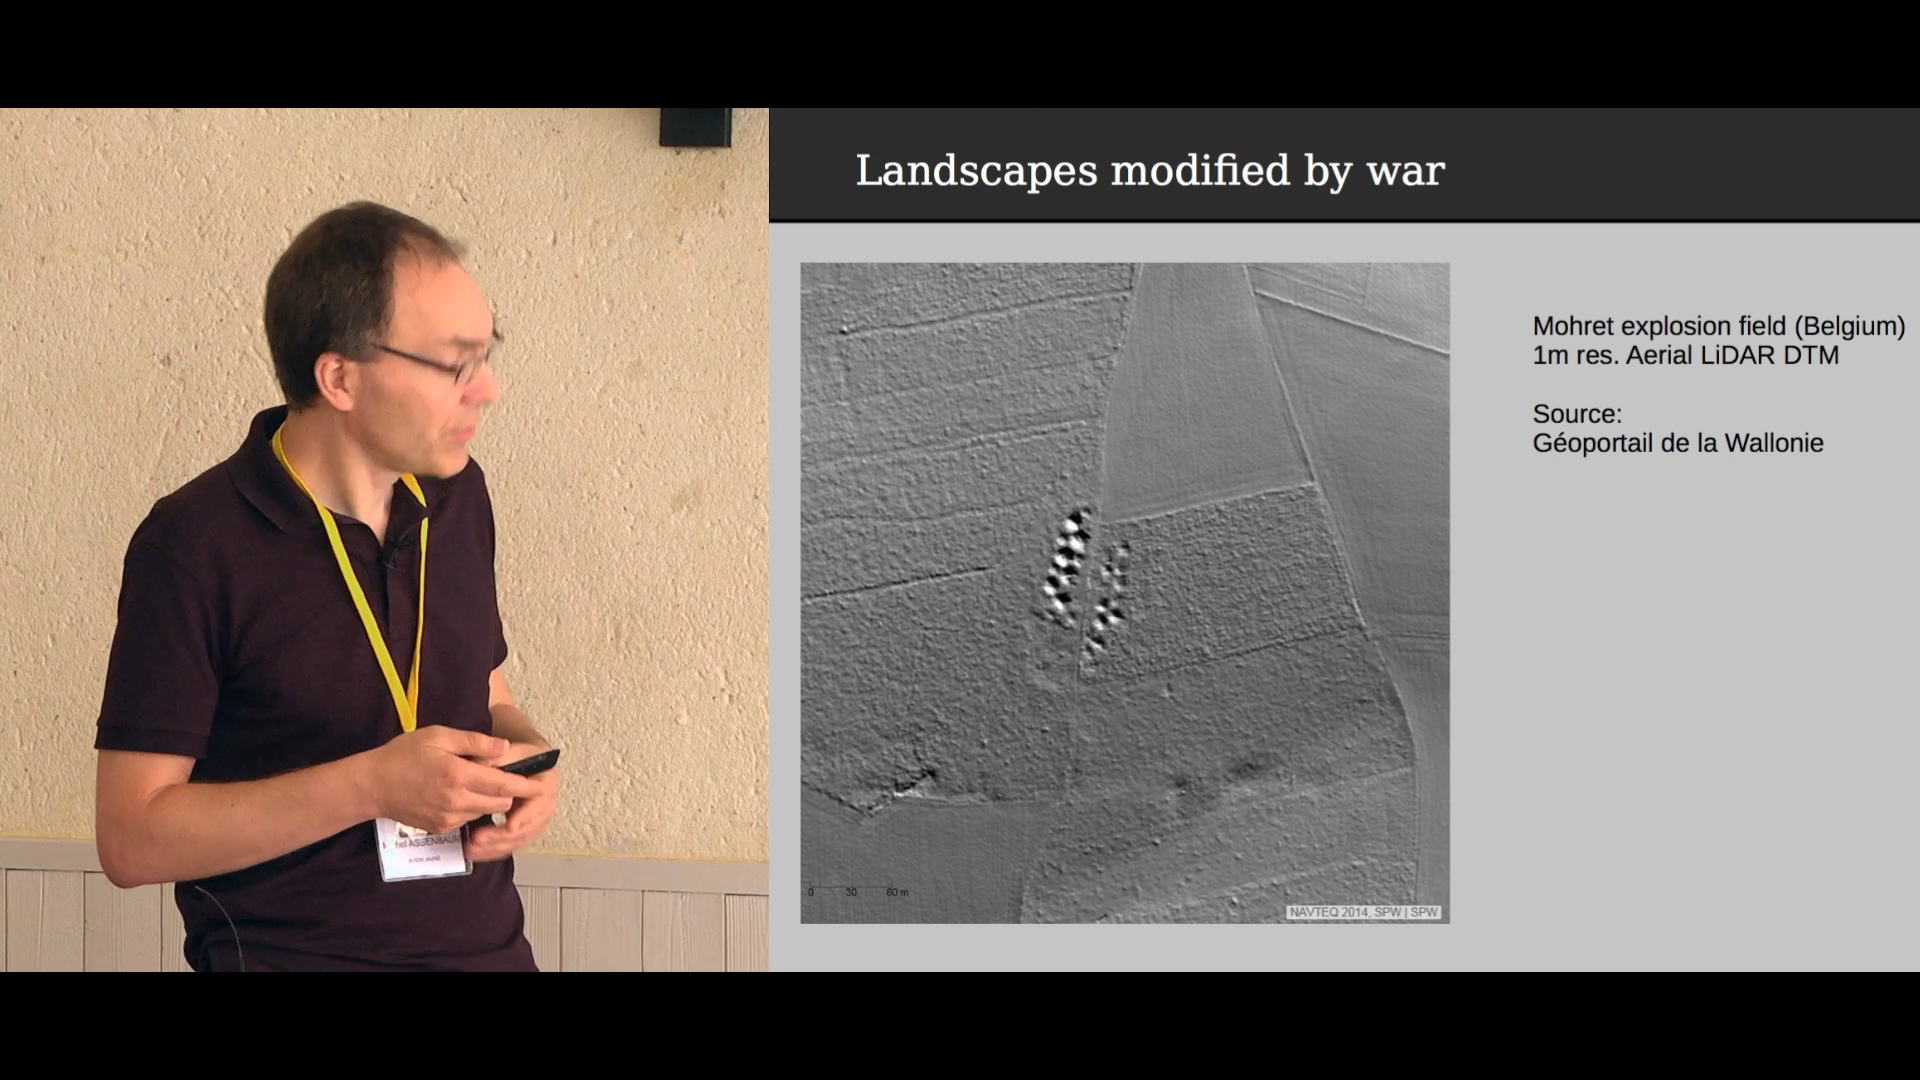 Landscapes modified by war
Mohret explosion field (Belgium)
1m res. Aerial LiDAR DTM
Source:
Géoportail de la Wallonie
0 30 60 m
NAVTEQ 2014, SPW | SPW
ASSENBAUM